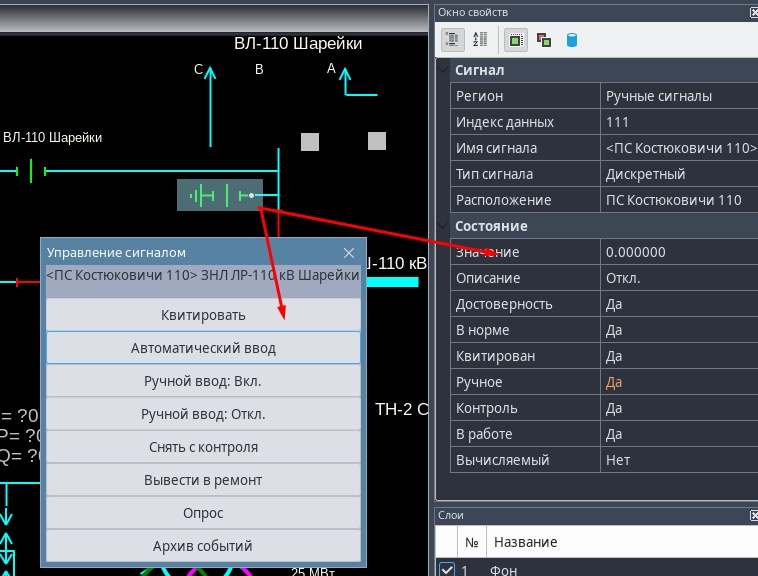 ВЛ-110 Шарейки
C B A
ВЛ-110 Шарейки
Ш-110 кВ
ТН-2 С
= ?0
P= ?0
Q= ?0
25 МВт
Управление сигналом
<ПС Костюковичи 110> ЗНЛ ЛР-110 кВ Шарейки
Квитировать
Автоматический ввод
Ручной ввод: Вкл.
Ручной ввод: Откл.
Снять с контроля
Вывести в ремонт
Опрос
Архив событий
Окно свойств
Сигнал
Регион Ручные сигналы
Индекс данных 111
Имя сигнала <ПС Костюковичи 110>
Тип сигнала Дискретный
Расположение ПС Костюковичи 110
Состояние
Значение 0.000000
Описание Откл.
Достоверность Да
В норме Да
Квитирован Да
Ручное Да
Контроль Да
В работе Да
Вычисляемый Нет
Слои
№ Название
1 Фон